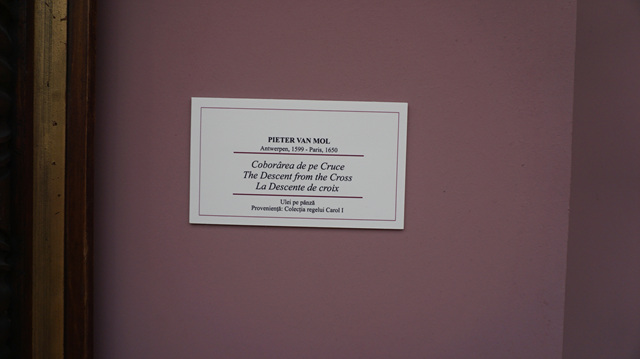 PIETER VAN MOL
Antwerpen, 1599 - Paris, 1650
Coborârea de pe Cruce
The Descent from the Cross
La Descente de croix
Ulei pe pânză
Proveniență: Colecția regelui Carol I